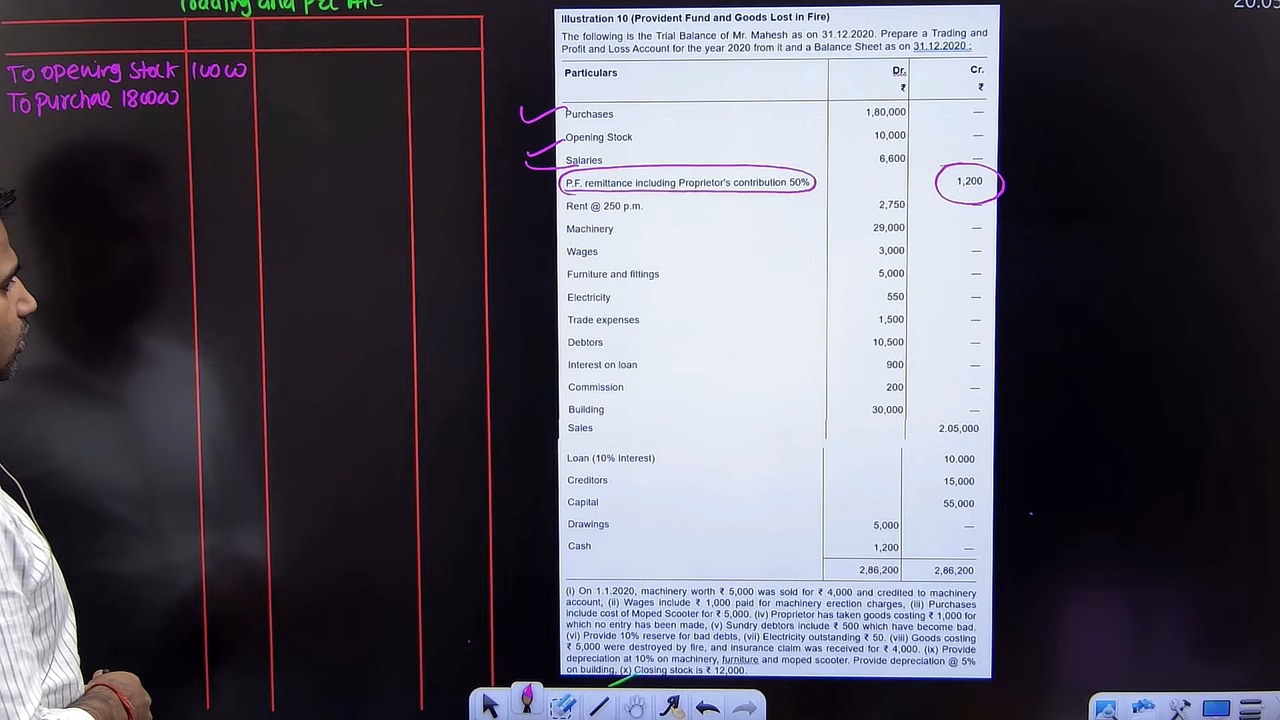 Trading and P&L A/C
20:05
To opening stock 10000
To purchae 180000
Illustration 10 (Provident Fund and Goods Lost in Fire)
The following is the Trial Balance of Mr. Mahesh as on 31.12.2020. Prepare a Trading and
Profit and Loss Account for the year 2020 from it and a Balance Sheet as on 31.12.2020.:
Particulars Dr. Cr.
₹ ₹
Purchases 1,80,000 —
Opening Stock 10,000 —
Salaries 6,600 —
P.F. remittance including Proprietor's contribution 50% 1,200
Rent @ 250 p.m. 2,750 —
Machinery 29,000 —
Wages 3,000 —
Furniture and fittings 5,000 —
Electricity 550 —
Trade expenses 1,500 —
Debtors 10,500 —
Interest on loan 900 —
Commission 200 —
Building 30,000 —
Sales 2.05,000
Loan (10% Interest) 10.000
Creditors 15,000
Capital 55,000
Drawings 5,000 —
Cash 1,200 —
2,86,200 2,86,200
(i) On 1.1.2020, machinery worth ₹ 5,000 was sold for ₹ 4,000 and credited to machinery
account, (ii) Wages include ₹ 1,000 paid for machinery erection charges, (iii) Purchases
include cost of Moped Scooter for ₹ 5,000. (iv) Proprietor has taken goods costing ₹ 1,000 for
which no entry has been made, (v) Sundry debtors include ₹ 500 which have become bad.
(vi) Provide 10% reserve for bad debts, (vii) Electricity outstanding ₹ 50. (viii) Goods costing
₹ 5,000 were destroyed by fire, and insurance claim was received for ₹ 4,000. (ix) Provide
depreciation at 10% on machinery, furniture and moped scooter. Provide depreciation @ 5%
on building, (x) Closing stock is ₹ 12,000.